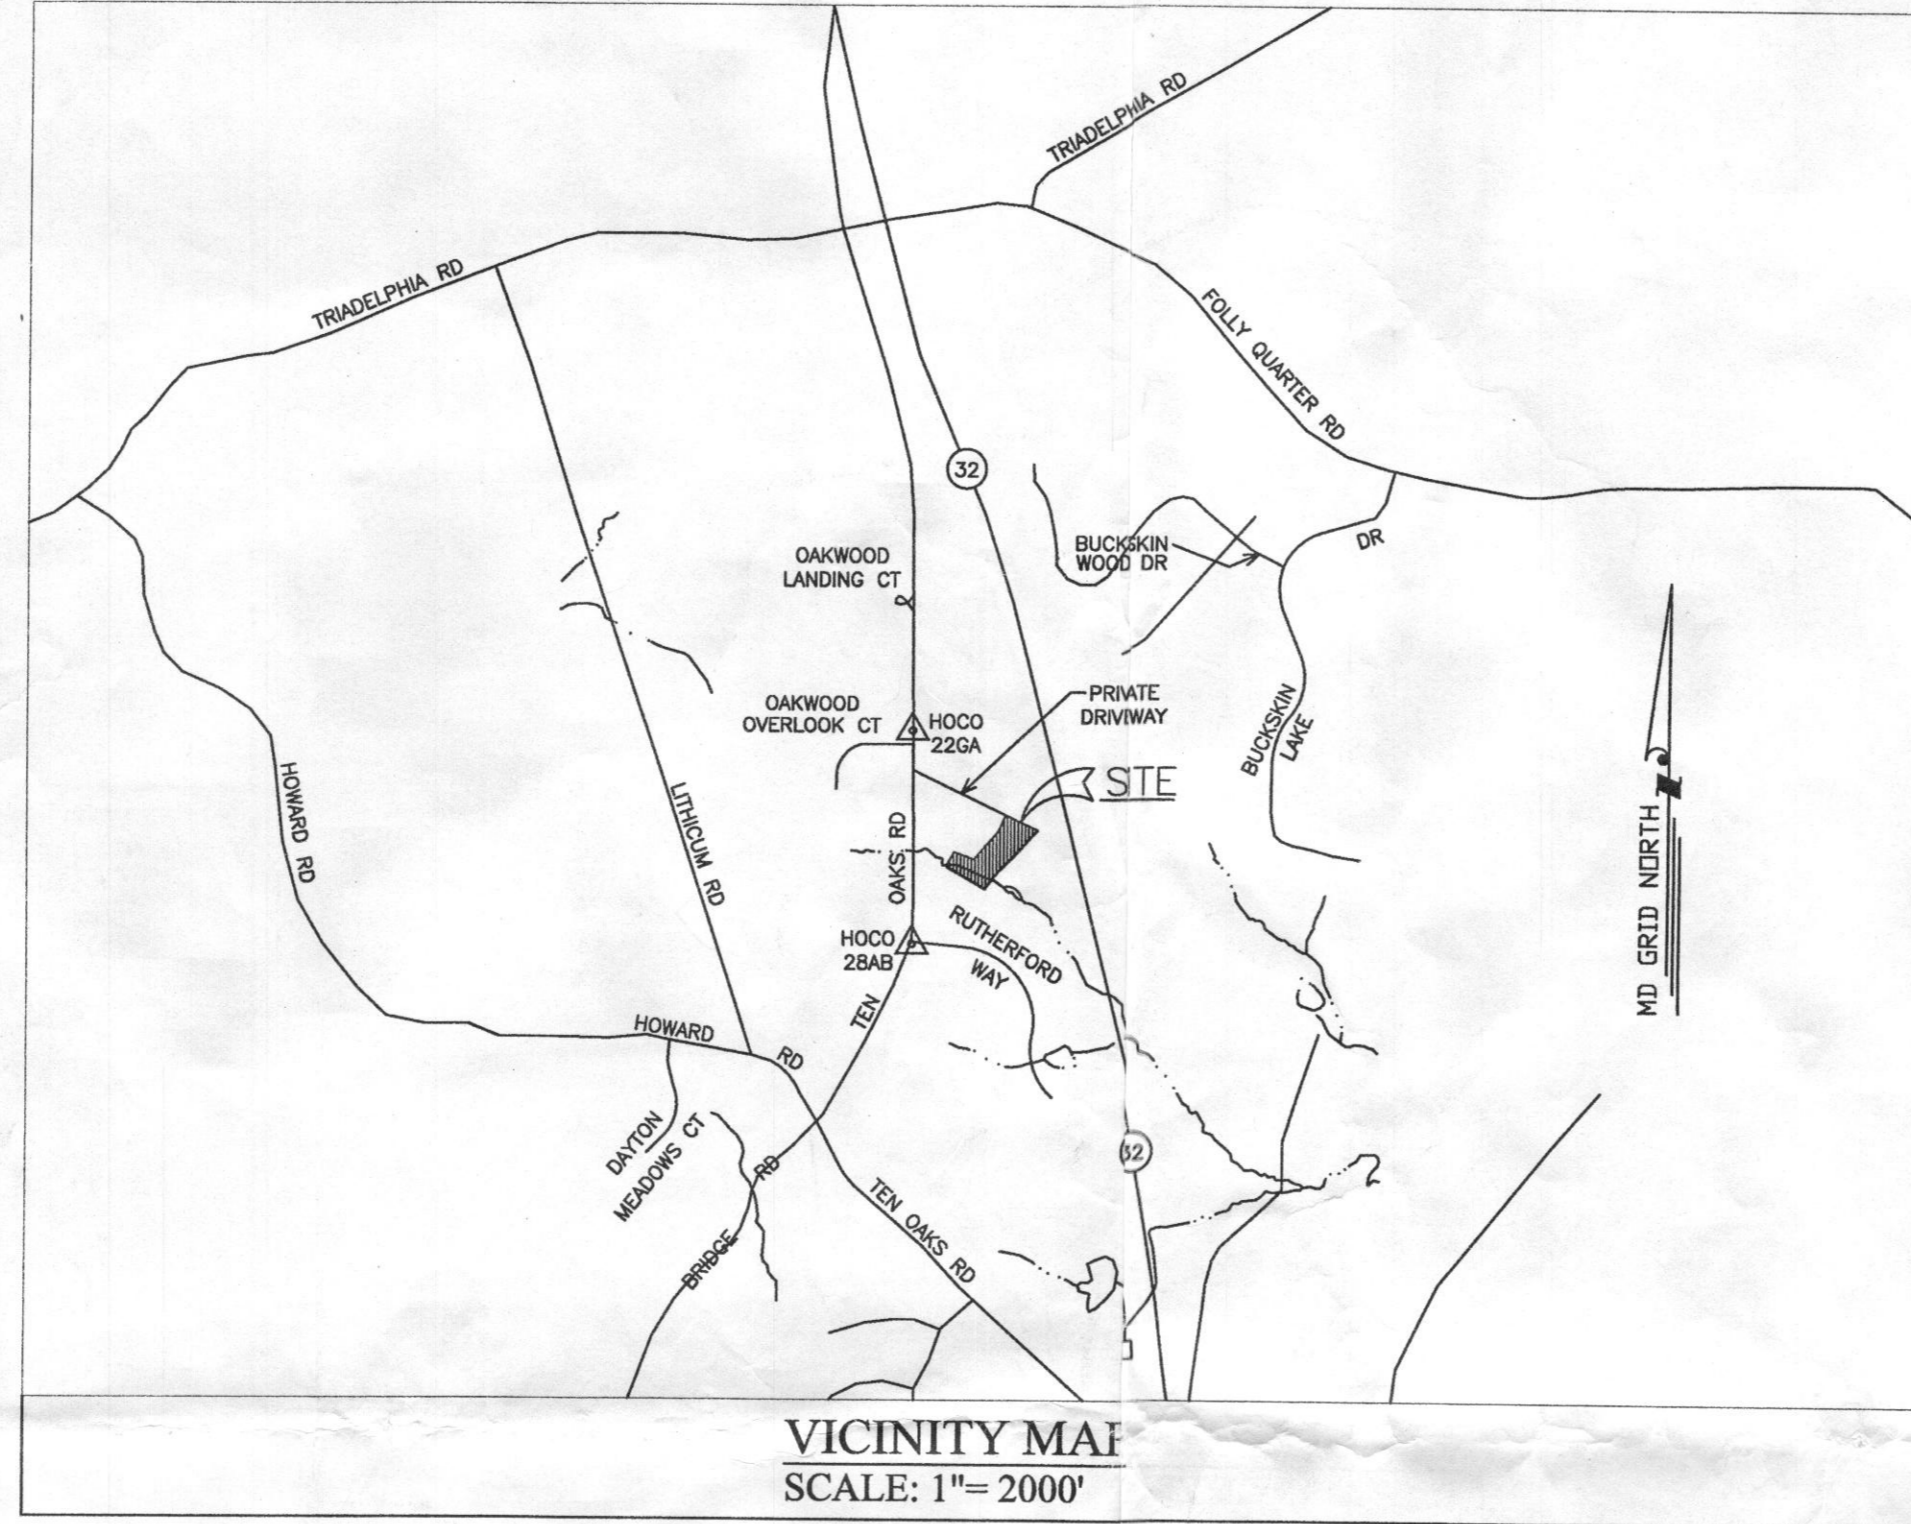 TRIADELPHIA RD
TRIADELPHIA RD
FOLLY QUARTER RD
32
OAKWOOD
LANDING CT
BUCKSKIN
WOOD DR
DR
OAKWOOD
OVERLOOK CT
HOCO
22GA
PRIVATE
DRIVIWAY
BUCKSKIN
LAKE
STE
HOWARD RD
LITHICUM RD
OAKS RD
HOCO
28AB
RUTHERFORD
WAY
TEN
HOWARD
RD
DAYTON
MEADOWS CT
RD
BRIDGE
TEN OAKS RD
32
MD GRID NORTH
VICINITY MAP
SCALE: 1"= 2000'